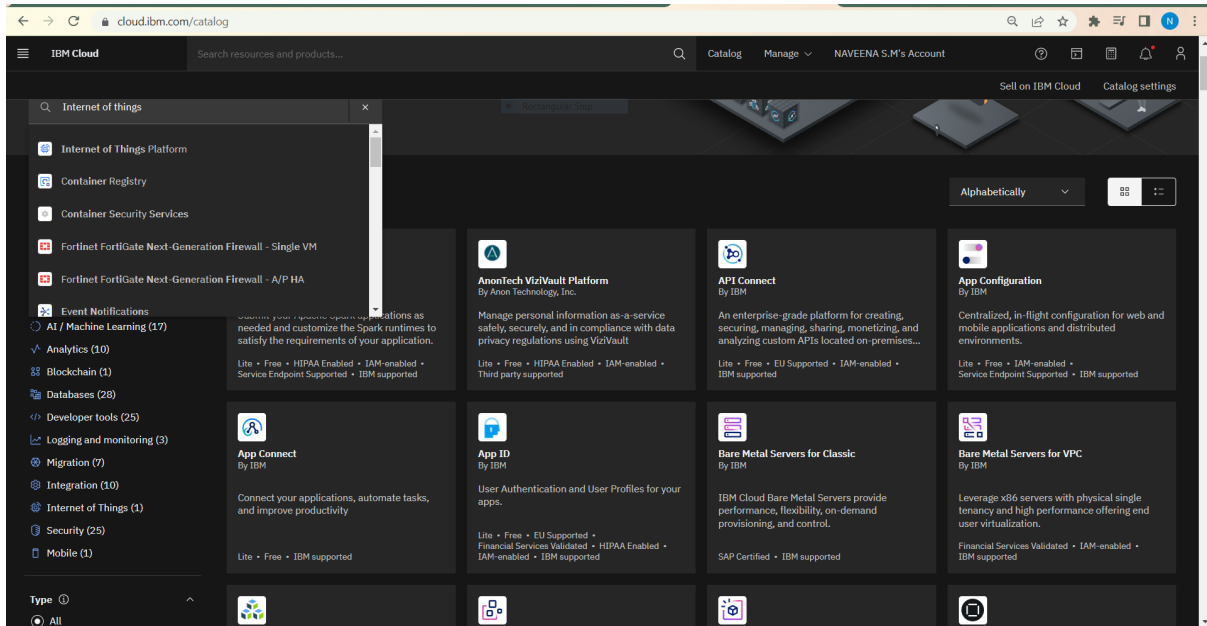 cloud.ibm.com/catalog
N
IBM Cloud
Search resources and products...
Catalog
Manage
NAVEENA S.M's Account
Sell on IBM Cloud
Catalog settings
Internet of things
Rectangular Snip
Internet of Things Platform
Container Registry
Container Security Services
Fortinet FortiGate Next-Generation Firewall - Single VM
Fortinet FortiGate Next-Generation Firewall - A/P HA
Event Notifications
Alphabetically
AI / Machine Learning (17)
Analytics (10)
Blockchain (1)
Databases (28)
Developer tools (25)
Logging and monitoring (3)
Migration (7)
Integration (10)
Internet of Things (1)
Security (25)
Mobile (1)
Type
All
Submit your Apache Spark applications as
needed and customize the Spark runtimes to
satisfy the requirements of your application.
Lite • Free • HIPAA Enabled • IAM-enabled •
Service Endpoint Supported • IBM supported
AnonTech ViziVault Platform
By Anon Technology, Inc.
Manage personal information as-a-service
safely, securely, and in compliance with data
privacy regulations using ViziVault
Lite • Free • HIPAA Enabled • IAM-enabled •
Third party supported
API Connect
By IBM
An enterprise-grade platform for creating,
securing, managing, sharing, monetizing, and
analyzing custom APIs located on-premises...
Lite • Free • EU Supported • IAM-enabled •
IBM supported
App Configuration
By IBM
Centralized, in-flight configuration for web and
mobile applications and distributed
environments.
Lite • Free • IAM-enabled •
Service Endpoint Supported • IBM supported
App Connect
By IBM
Connect your applications, automate tasks,
and improve productivity
Lite • Free • IBM supported
App ID
By IBM
User Authentication and User Profiles for your
apps.
Lite • Free • EU Supported •
Financial Services Validated • HIPAA Enabled •
IAM-enabled • IBM supported
Bare Metal Servers for Classic
By IBM
IBM Cloud Bare Metal Servers provide
performance, flexibility, on-demand
provisioning, and control.
SAP Certified • IBM supported
Bare Metal Servers for VPC
By IBM
Leverage x86 servers with physical single
tenancy and high performance offering end
user virtualization.
Financial Services Validated • IAM-enabled •
IBM supported